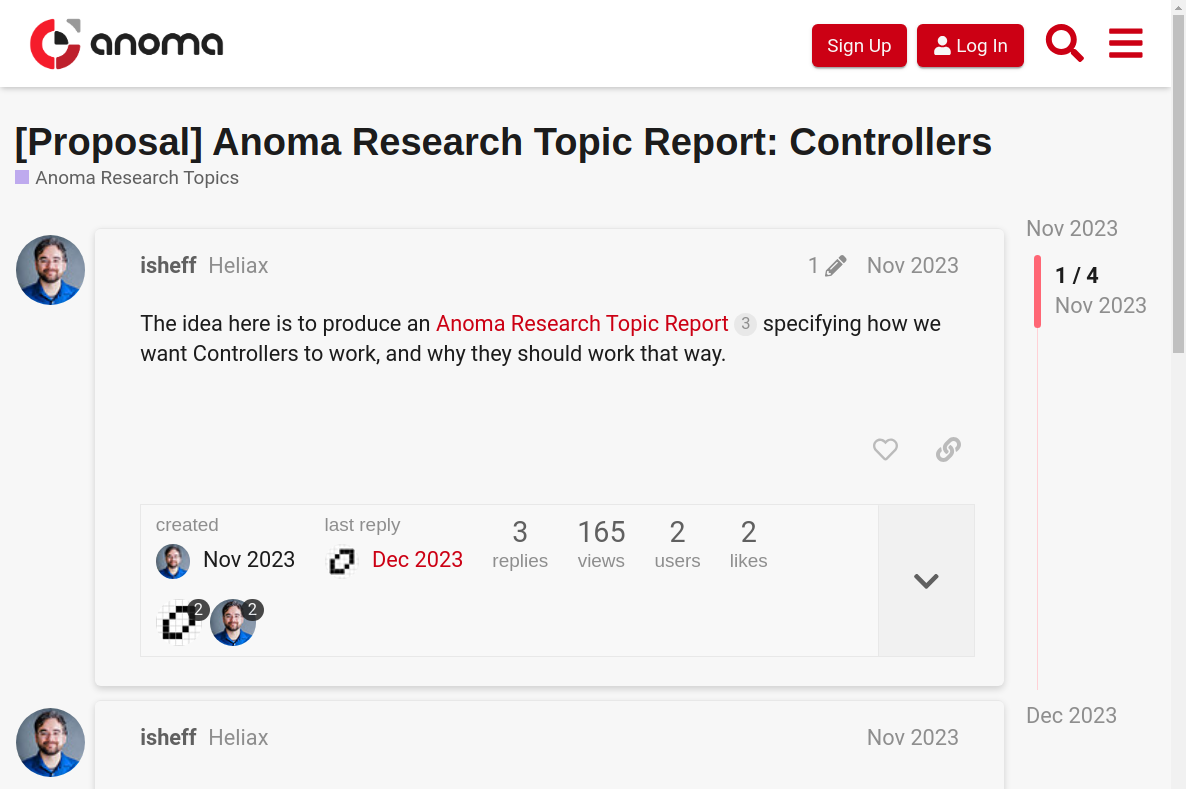 anoma
Sign Up
Log In
[Proposal] Anoma Research Topic Report: Controllers
Anoma Research Topics
Nov 2023
isheff Heliax 1 Nov 2023
1 / 4
Nov 2023
The idea here is to produce an Anoma Research Topic Report 3 specifying how we
want Controllers to work, and why they should work that way.
created
Nov 2023
last reply
Dec 2023
3
replies
165
views
2
users
2
likes
2
2
Dec 2023
isheff Heliax Nov 2023